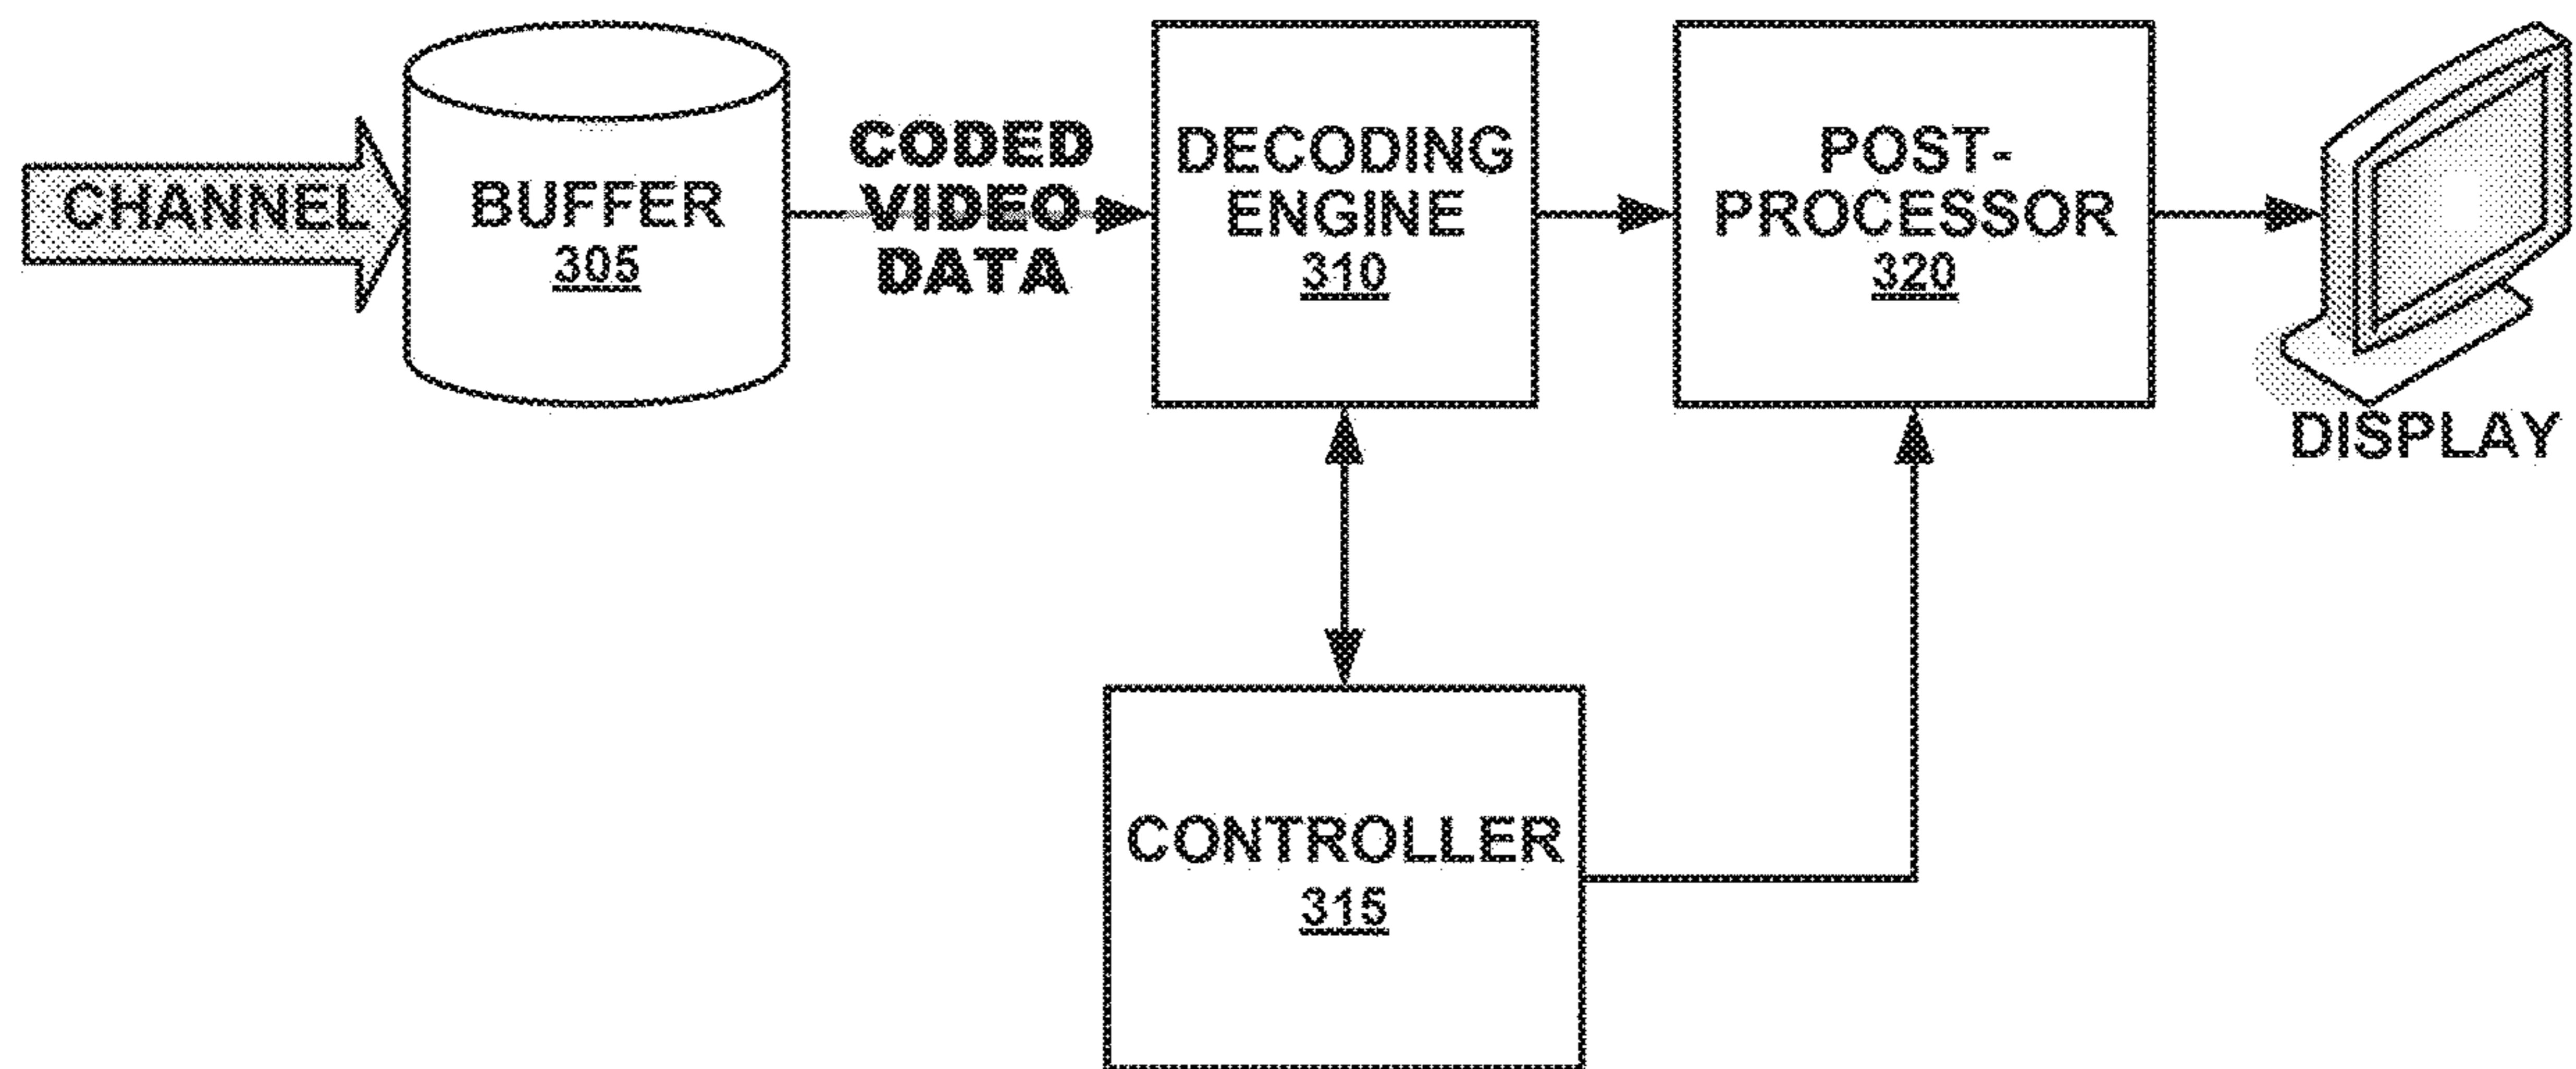 CHANNEL
BUFFER
305
CODED
VIDEO
DATA
DECODING
ENGINE
310
POST-
PROCESSOR
320
DISPLAY
CONTROLLER
315